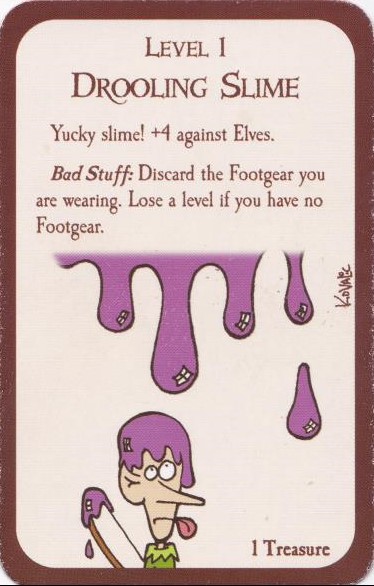 LEVEL 1
DROOLING SLIME
Yucky slime! +4 against Elves.
Bad Stuff: Discard the Footgear you
are wearing. Lose a level if you have no
Footgear.
KOVALIC
1 Treasure